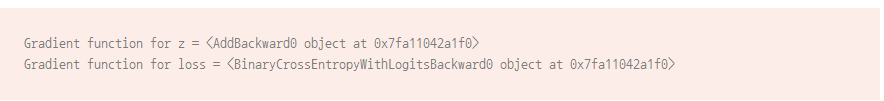 Gradient function for z = <AddBackward0 object at 0x7fa11042a1f0>
Gradient function for loss = <BinaryCrossEntropyWithLogitsBackward0 object at 0x7fa11042a1f0>